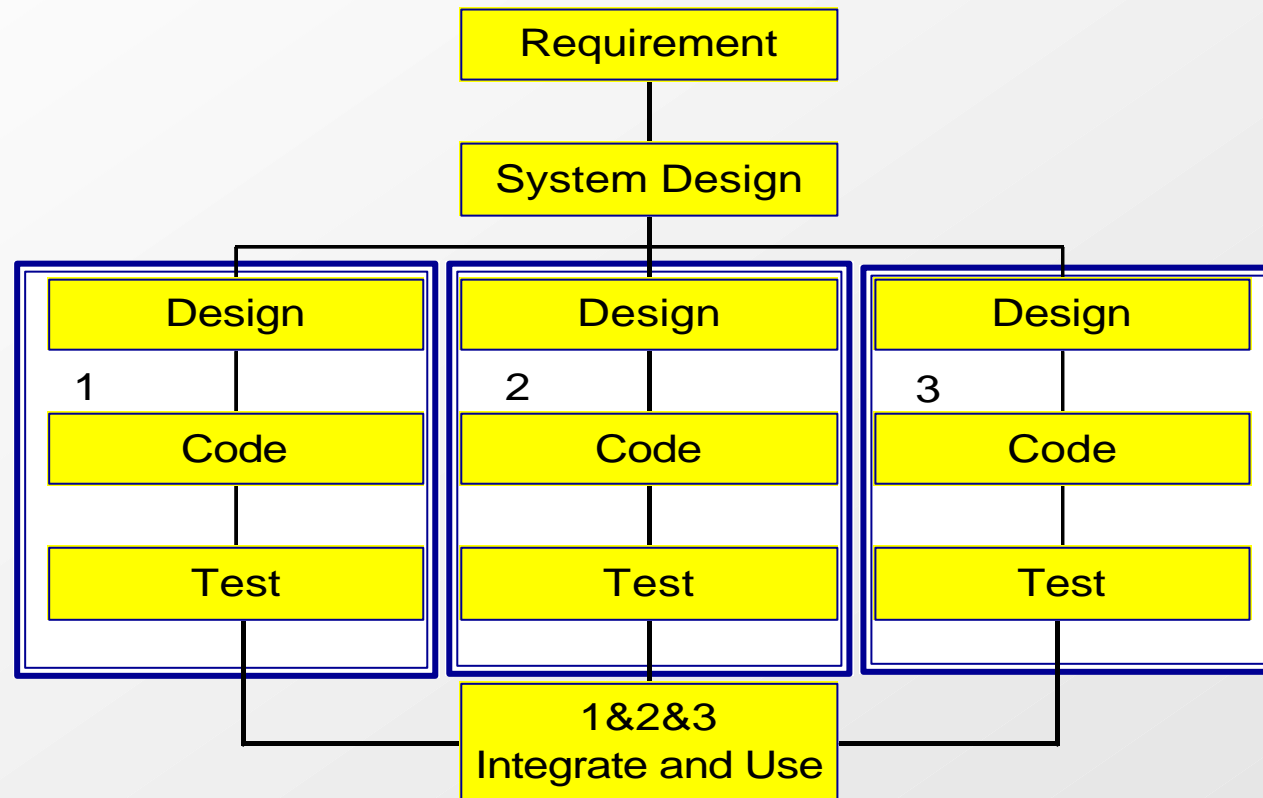 Requirement
System Design
Design
Design
Design
1
2
3
Code
Code
Code
Test
Test
Test
1&2&3
Integrate and Use